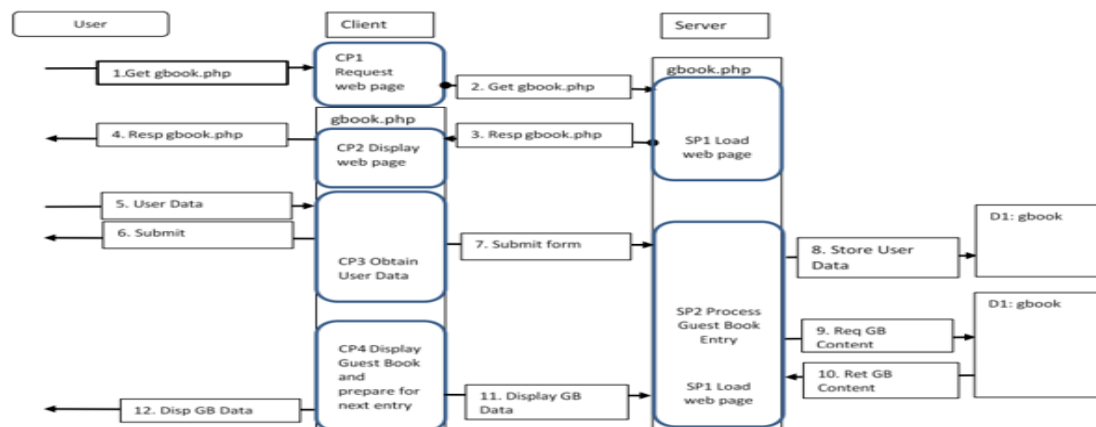 User
Client
Server
1.Get gbook.php
CP1
Request
web page
2. Get gbook.php
gbook.php
4. Resp gbook.php
gbook.php
CP2 Display
web page
3. Resp gbook.php
SP1 Load
web page
5. User Data
6. Submit
CP3 Obtain
User Data
7. Submit form
8. Store User
Data
D1: gbook
SP2 Process
Guest Book
Entry
9. Req GB
Content
D1: gbook
10. Ret GB
Content
SP1 Load
web page
CP4 Display
Guest Book
and
prepare for
next entry
11. Display GB
Data
12. Disp GB Data